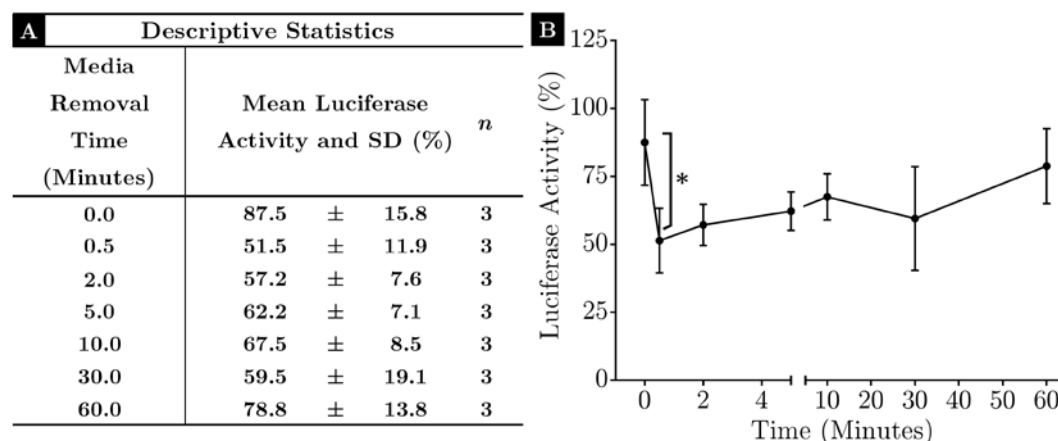 A
Descriptive Statistics
Media
Removal
Time
(Minutes)
Mean Luciferase
Activity and SD (%)
n
0.0 87.5 ± 15.8 3
0.5 51.5 ± 11.9 3
2.0 57.2 ± 7.6 3
5.0 62.2 ± 7.1 3
10.0 67.5 ± 8.5 3
30.0 59.5 ± 19.1 3
60.0 78.8 ± 13.8 3
B
Luciferase Activity (%)
125
100
75
50
25
0
*
0 2 4 10 20 30 40 50 60
Time (Minutes)